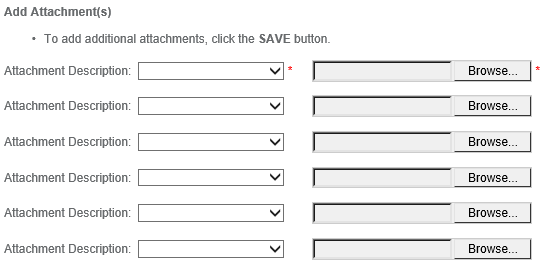 Add Attachment(s)
• To add additional attachments, click the SAVE button.
Attachment Description: * Browse... *
Attachment Description: Browse...
Attachment Description: Browse...
Attachment Description: Browse...
Attachment Description: Browse...
Attachment Description: Browse...